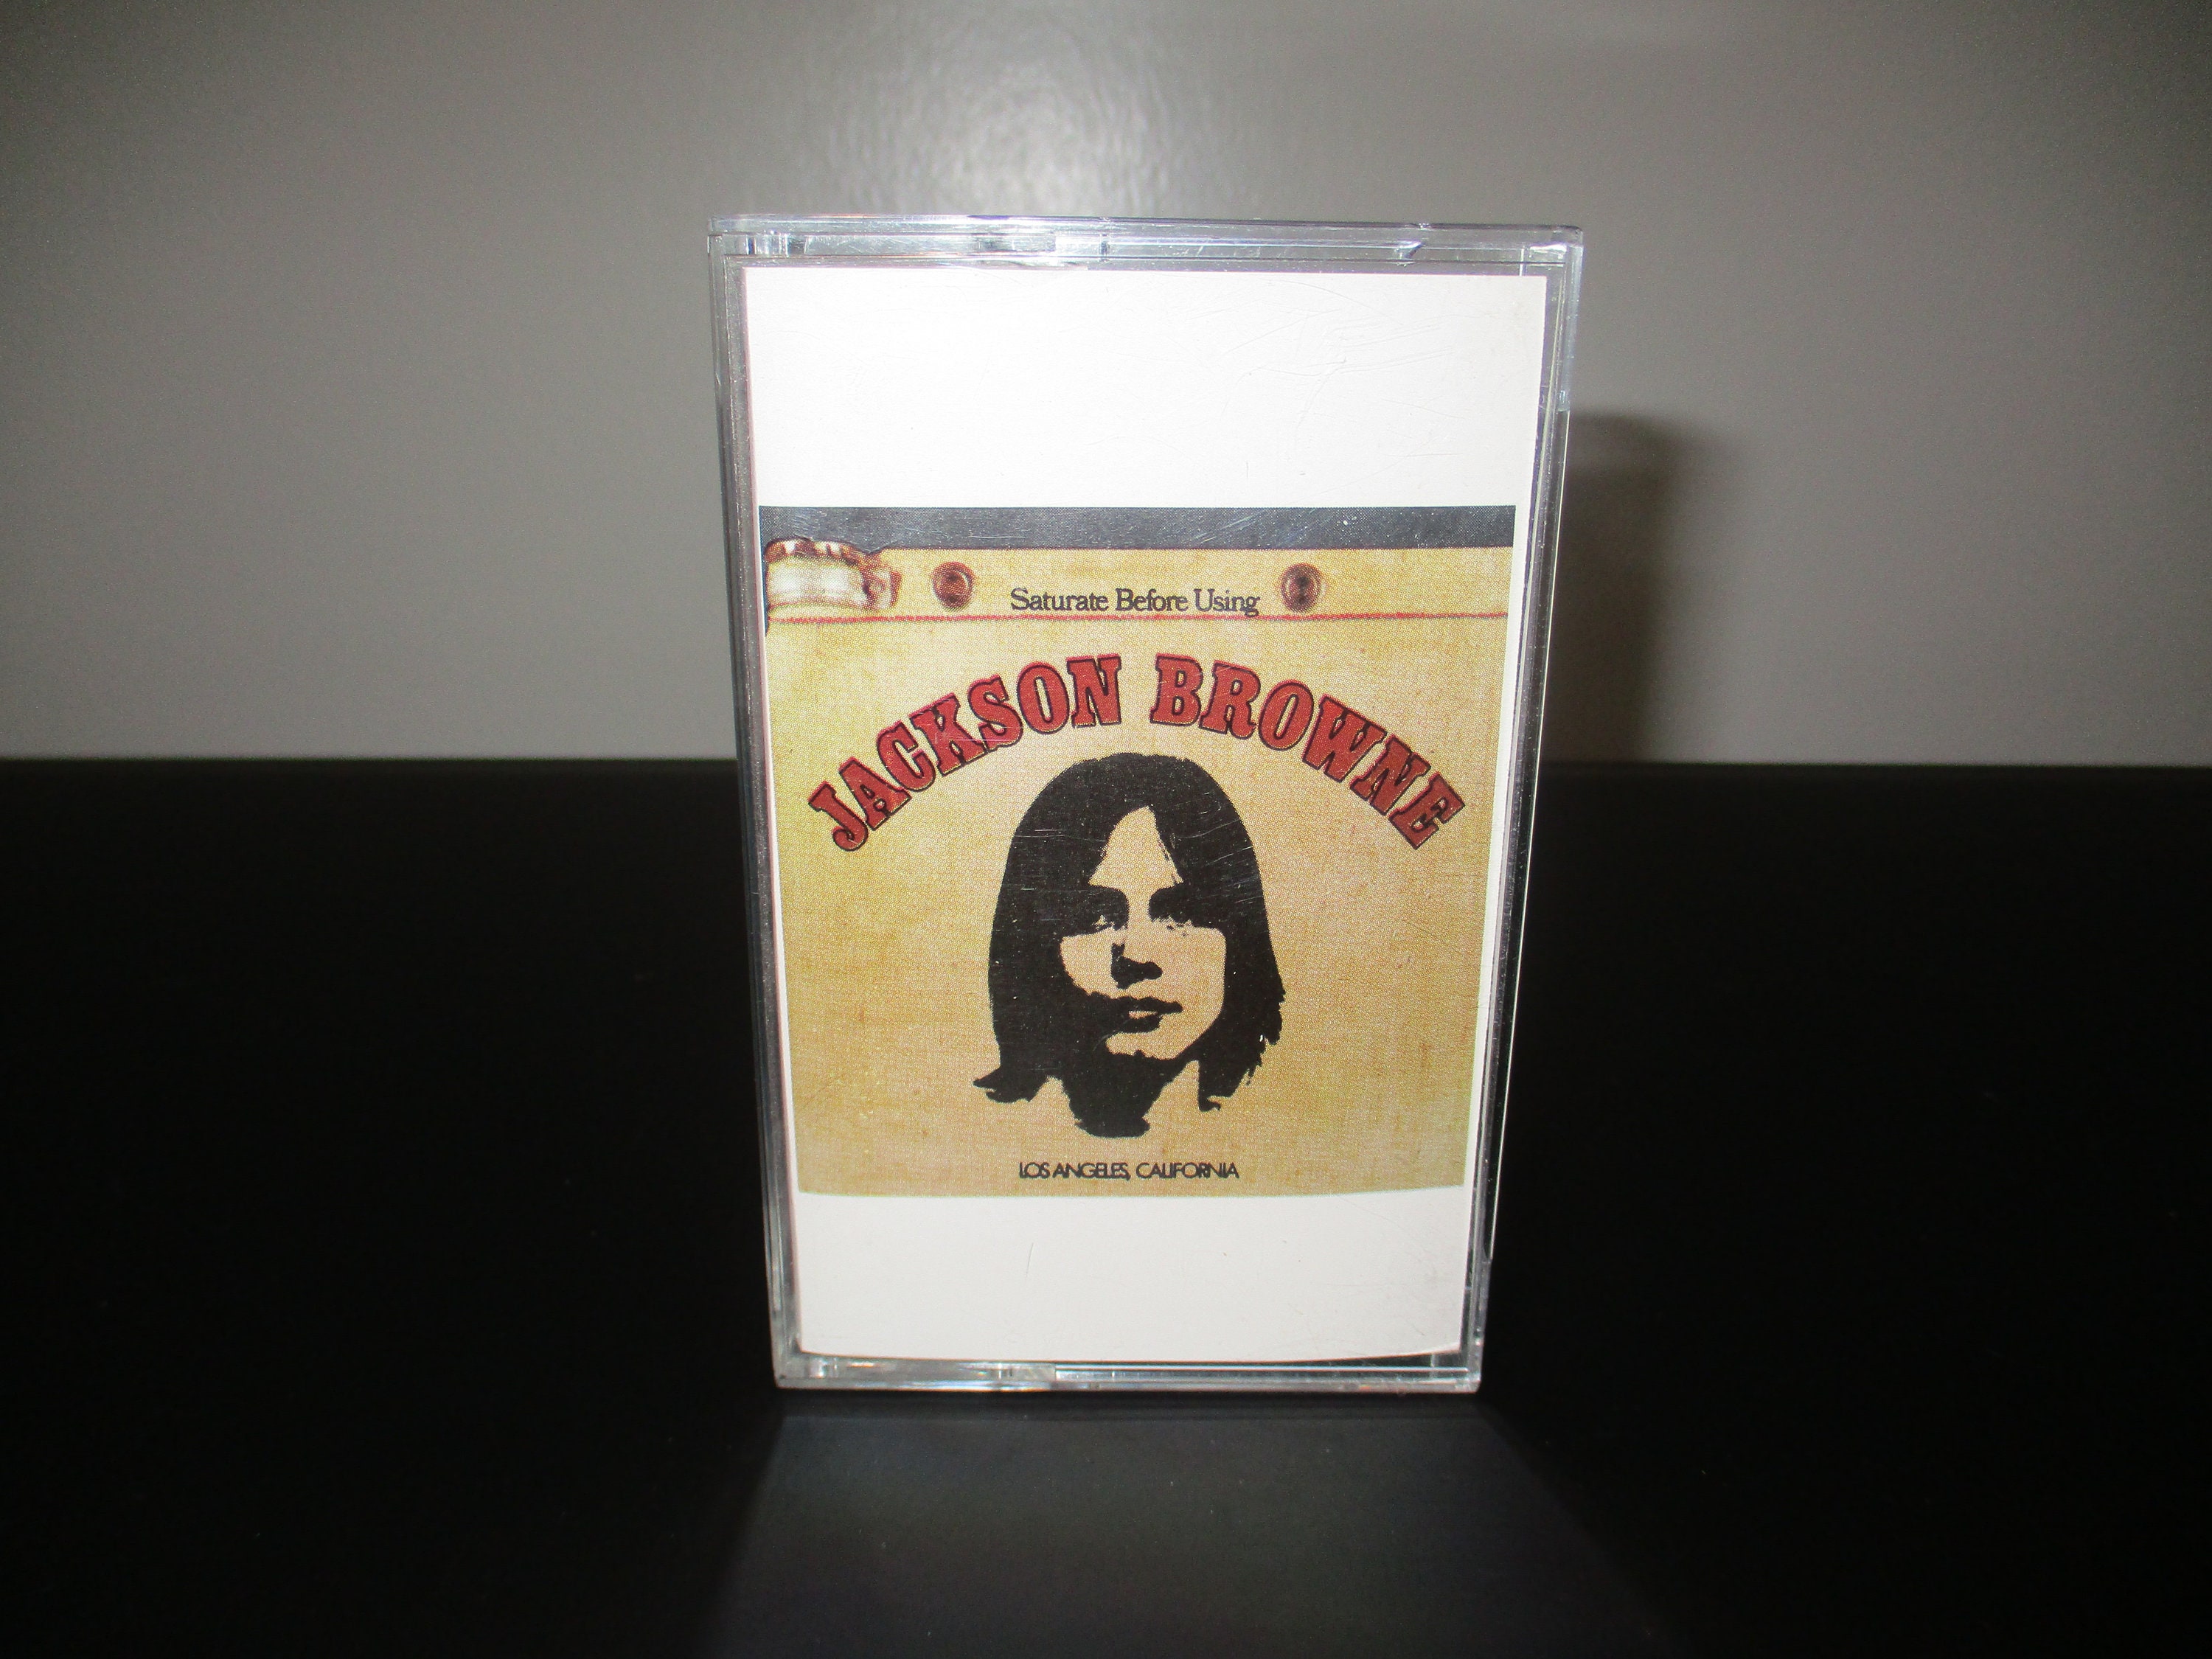 Saturate Before Using
JACKSON BROWNE
LOS ANGELES, CALIFORNIA